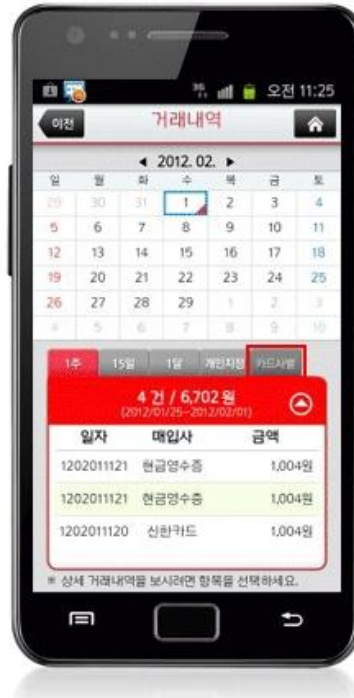 3G 오전 11:25
이전 거래내역
◀ 2012. 02. ▶
일 월 화 수 목 금 토
29 30 31 1 2 3 4
5 6 7 8 9 10 11
12 13 14 15 16 17 18
19 20 21 22 23 24 25
26 27 28 29 1 2 3
4 5 6 7 8 9 10
1주 15일 1달 개인지정 카드사별
4 건 / 6,702 원
(2012/01/25~2012/02/01)
일자 매입사 금액
1202011121 현금영수증 1,004원
1202011121 현금영수증 1,004원
1202011120 신한카드 1,004원
※ 상세 거래내역을 보시려면 항목을 선택하세요.